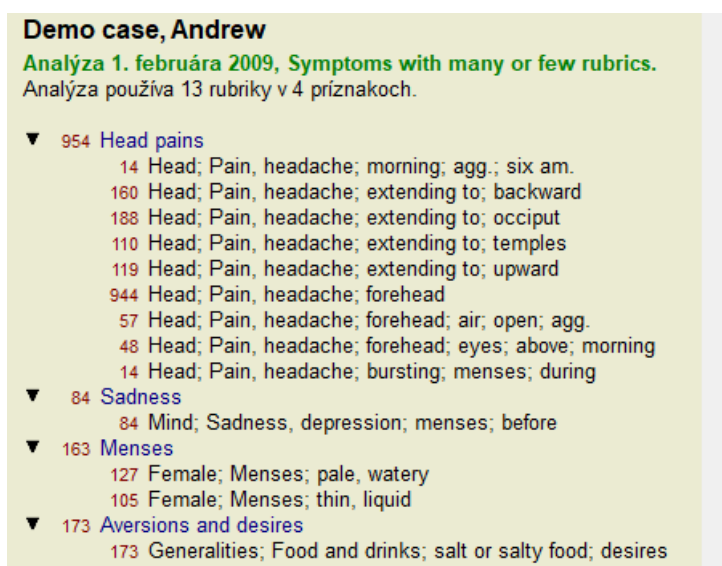 Demo case, Andrew
Analýza 1. februára 2009, Symptoms with many or few rubrics.
Analýza používa 13 rubriky v 4 príznakoch.
954 Head pains
14 Head; Pain, headache; morning; agg.; six am.
160 Head; Pain, headache; extending to; backward
188 Head; Pain, headache; extending to; occiput
110 Head; Pain, headache; extending to; temples
119 Head; Pain, headache; extending to; upward
944 Head; Pain, headache; forehead
57 Head; Pain, headache; forehead; air; open; agg.
48 Head; Pain, headache; forehead; eyes; above; morning
14 Head; Pain, headache; bursting; menses; during
84 Sadness
84 Mind; Sadness, depression; menses; before
163 Menses
127 Female; Menses; pale, watery
105 Female; Menses; thin, liquid
173 Aversions and desires
173 Generalities; Food and drinks; salt or salty food; desires